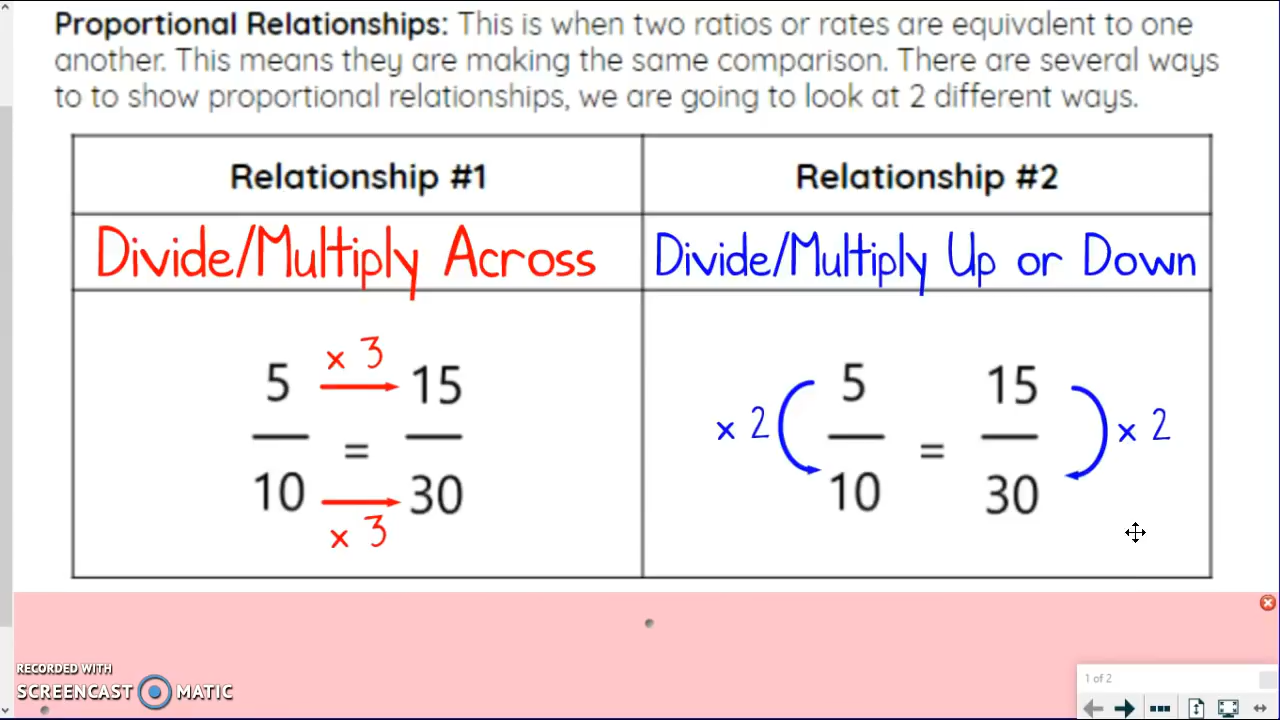 Proportional Relationships: This is when two ratios or rates are equivalent to one
another. This means they are making the same comparison. There are several ways
to to show proportional relationships, we are going to look at 2 different ways.
Relationship #1
Relationship #2
Divide/Multiply Across
Divide/Multiply Up or Down
x 3
5 15
=
10 30
x 3
5 15
x 2 = x 2
10 30
RECORDED WITH
SCREENCAST MATIC
1 of 2